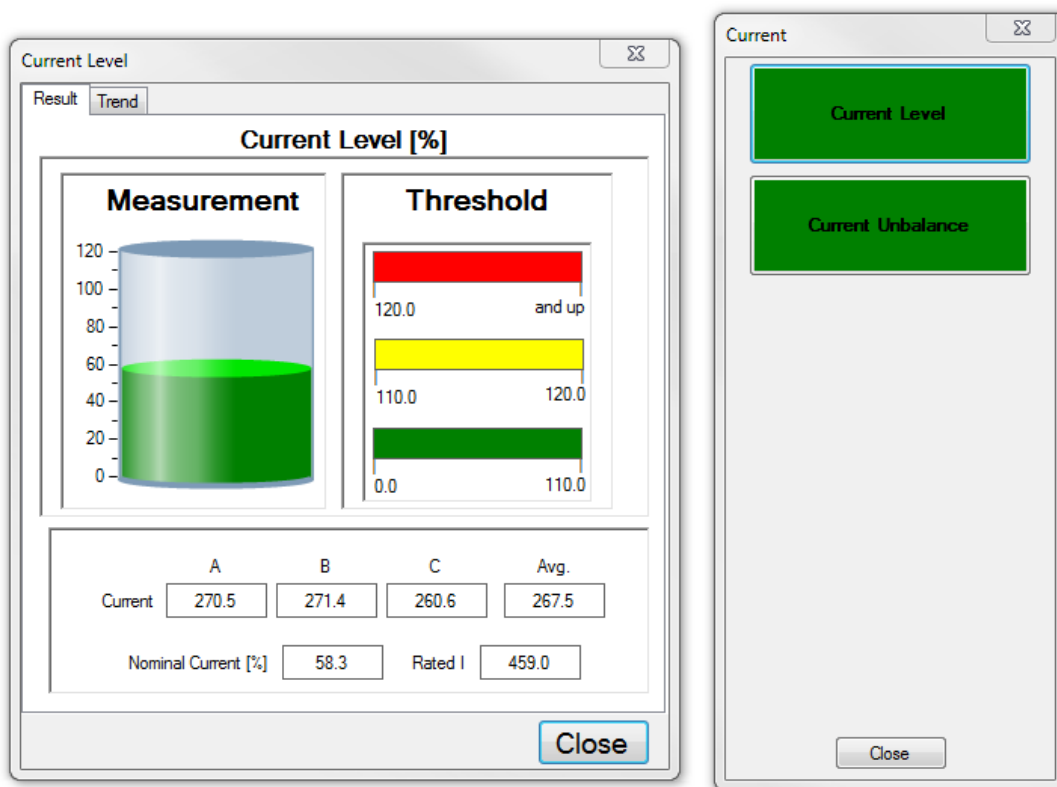 Current Level
Result Trend
Current Level [%]
Measurement
120
100
80
60
40
20
0
Threshold
120.0 and up
110.0 120.0
0.0 110.0
A B C Avg.
Current 270.5 271.4 260.6 267.5
Nominal Current [%] 58.3 Rated I 459.0
Close
Current
Current Level
Current Unbalance
Close